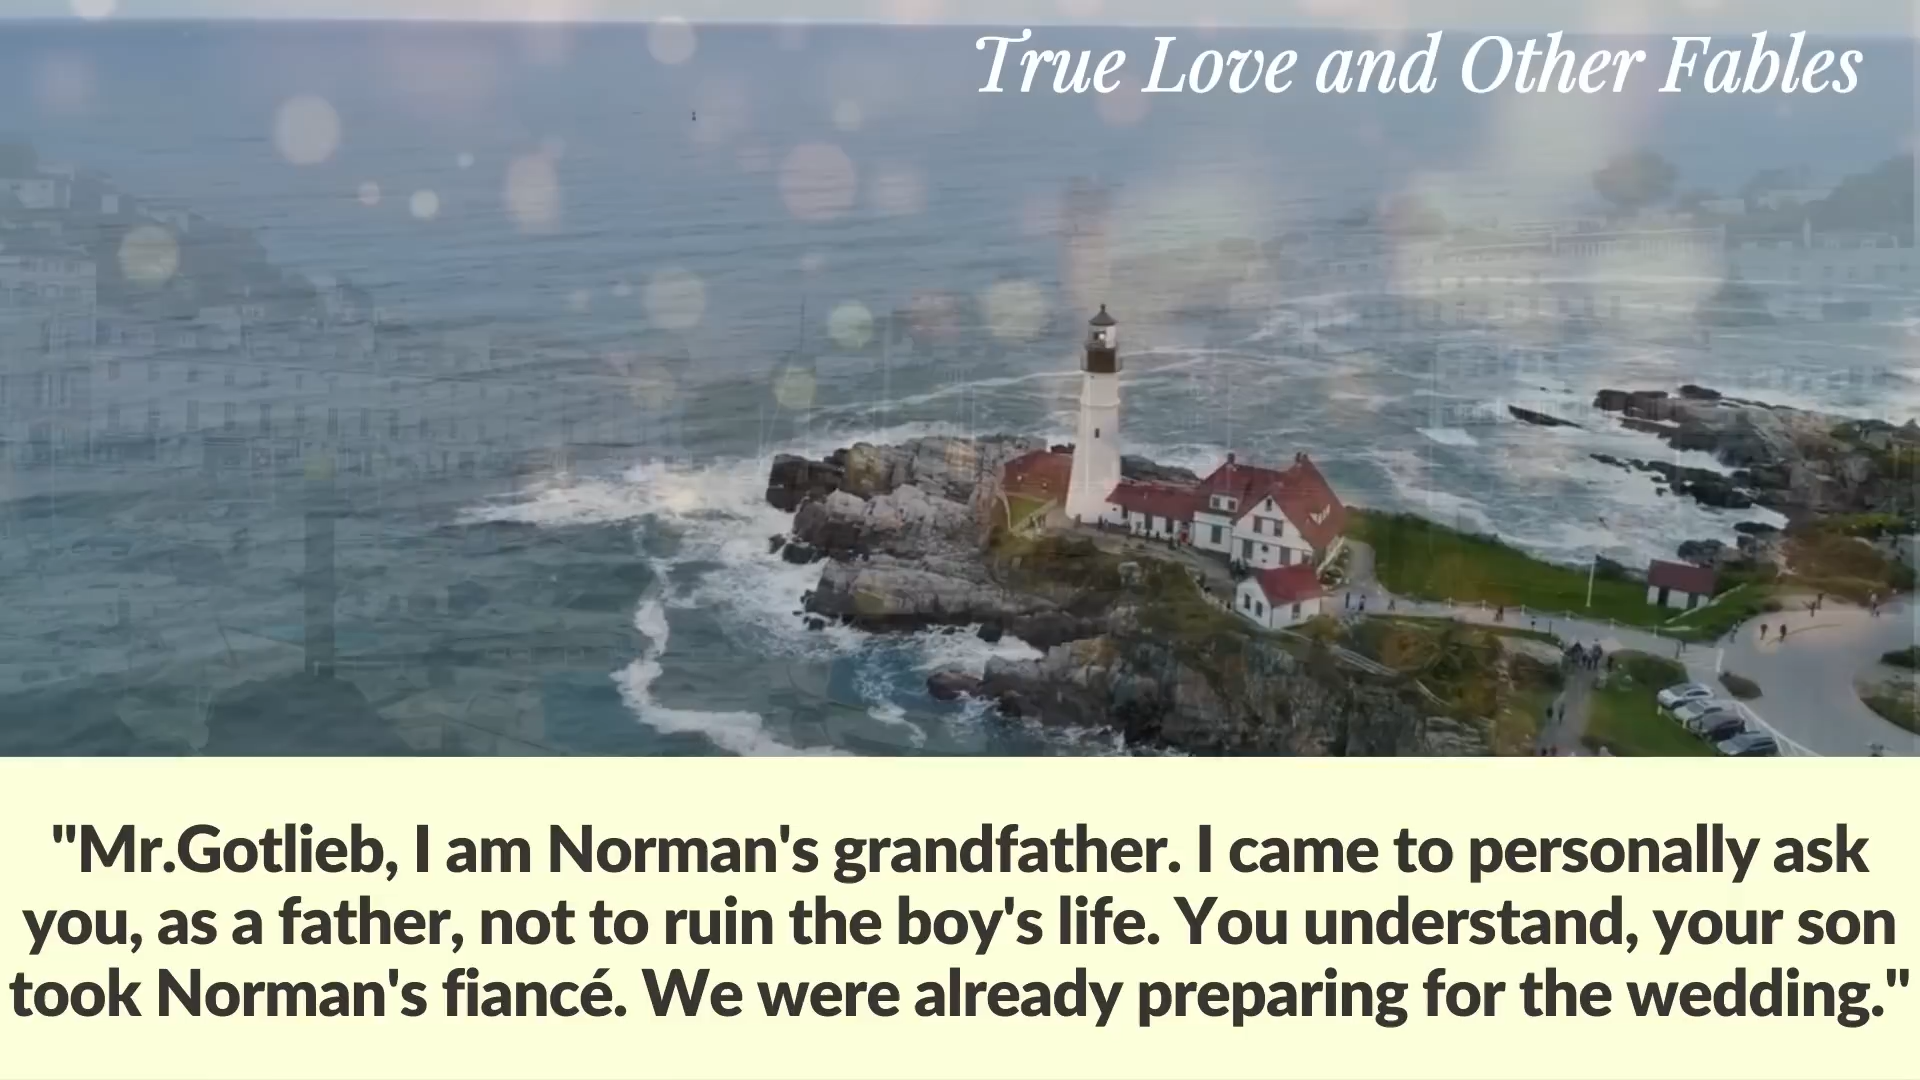 True Love and Other Fables
"Mr.Gotlieb, I am Norman's grandfather. I came to personally ask
you, as a father, not to ruin the boy's life. You understand, your son
took Norman's fiancé. We were already preparing for the wedding."